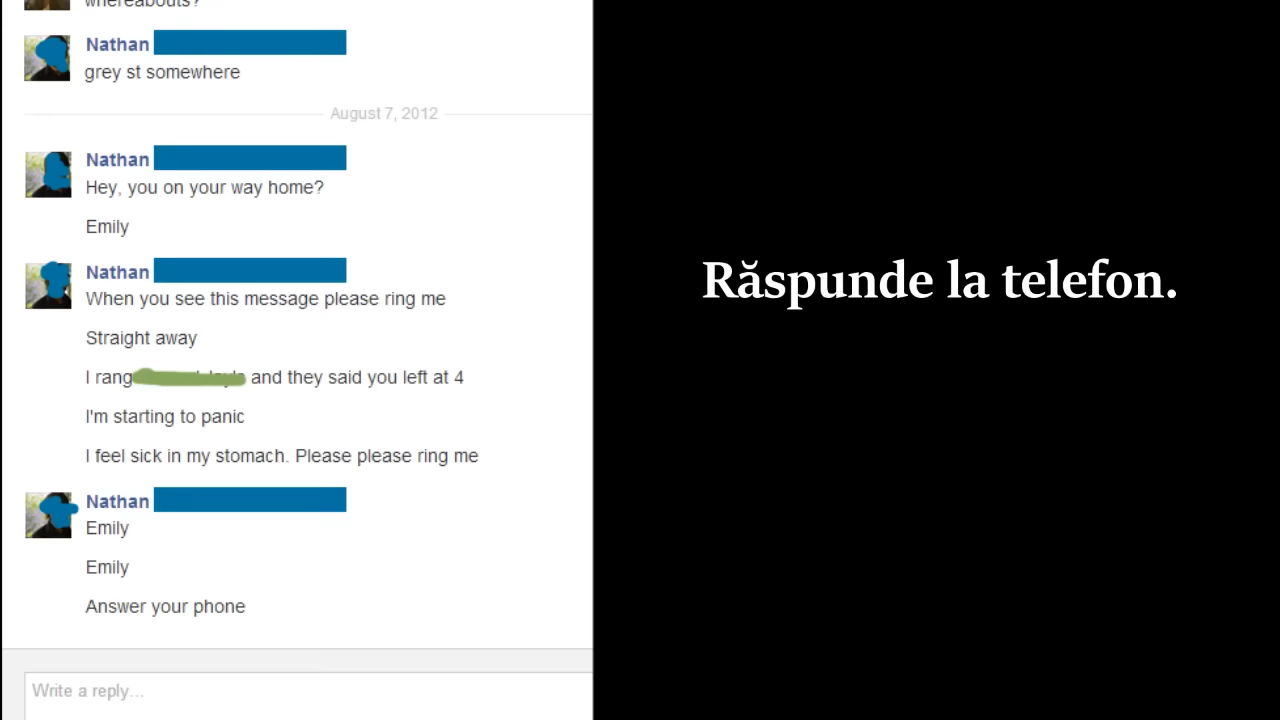 whereabouts?
Nathan
grey st somewhere
August 7, 2012
Nathan
Hey, you on your way home?
Emily
Nathan
When you see this message please ring me
Straight away
I rang and they said you left at 4
I'm starting to panic
I feel sick in my stomach. Please please ring me
Nathan
Emily
Emily
Answer your phone
Write a reply...
Răspunde la telefon.